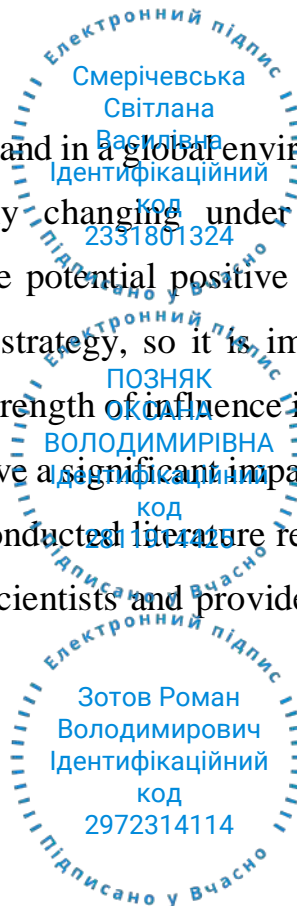 Електронний підпис
Смерічевська
Світлана
Василівна
Ідентифікаційний
код
2331801324
Підписано у Вчасно
and in a global envir
y changing under
e potential positive
strategy, so it is im
rength of influence i
ve a significant impa
onducted literature re
cientists and provide
Електронний підпис
ПОЗНЯК
ОКСАНА
ВОЛОДИМИРІВНА
Ідентифікаційний
код
Підписано у Вчасно
Електронний підпис
Зотов Роман
Володимирович
Ідентифікаційний
код
2972314114
Підписано у Вчасно